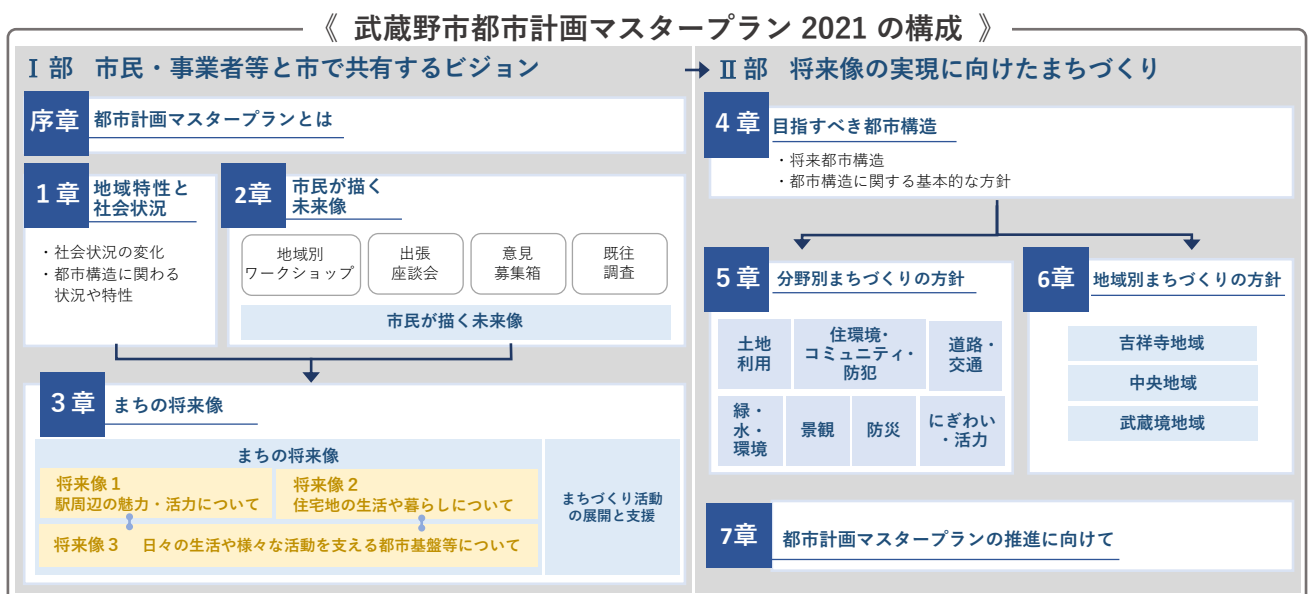 《 武蔵野市都市計画マスタープラン 2021 の構成 》
Ⅰ 部　市民・事業者等と市で共有するビジョン
序章
都市計画マスタープランとは
1 章
地域特性と
社会状況
・社会状況の変化
・都市構造に関わる
状況や特性
2章
市民が描く
未来像
地域別
ワークショップ
出張
座談会
意見
募集箱
既往
調査
市民が描く未来像
3 章
まちの将来像
まちの将来像
将来像 1
駅周辺の魅力・活力について
将来像 2
住宅地の生活や暮らしについて
将来像 3　日々の生活や様々な活動を支える都市基盤等について
まちづくり活動
の展開と支援
Ⅱ 部　将来像の実現に向けたまちづくり
4 章
目指すべき都市構造
・将来都市構造
・都市構造に関する基本的な方針
5 章
分野別まちづくりの方針
土地
利用
住環境・
コミュニティ・
防犯
道路・
交通
緑・
水・
環境
景観
防災
にぎわい
・活力
6章
地域別まちづくりの方針
吉祥寺地域
中央地域
武蔵境地域
7章
都市計画マスタープランの推進に向けて